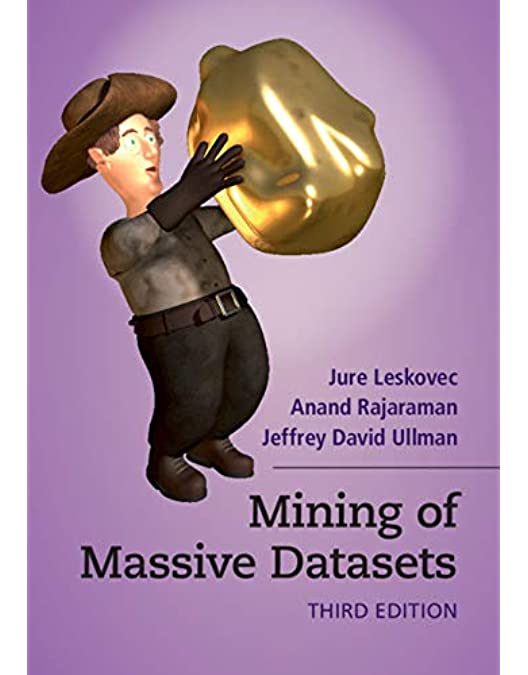 Jure Leskovec
Anand Rajaraman
Jeffrey David Ullman
Mining of
Massive Datasets
THIRD EDITION